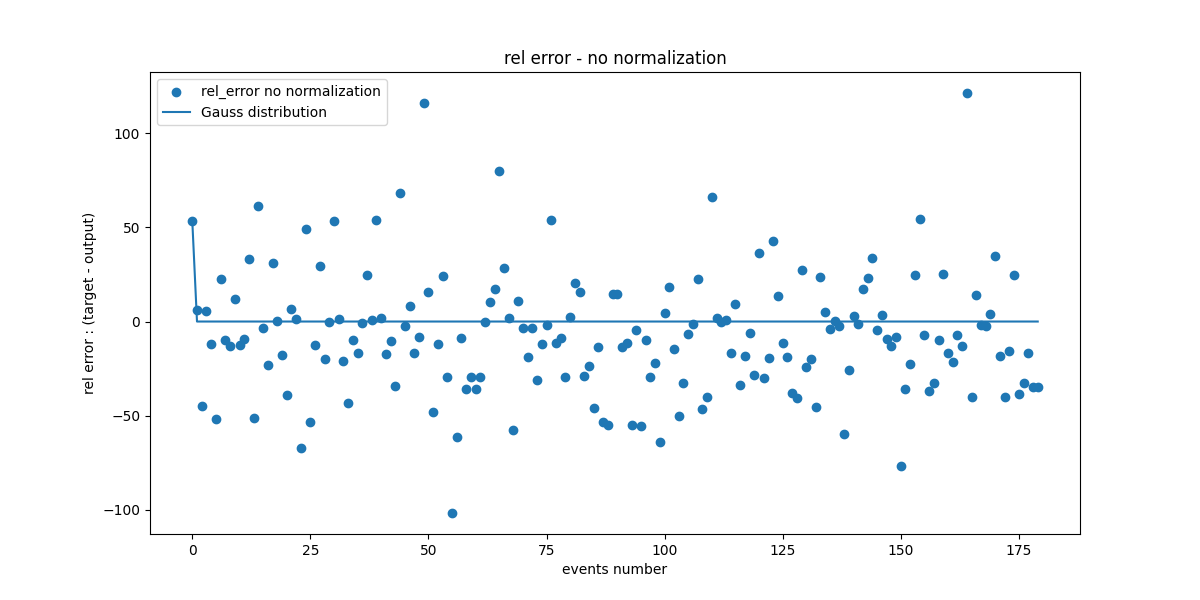 rel error - no normalization
rel_error no normalization
Gauss distribution
rel error : (target - output)
100
50
0
−50
−100
0 25 50 75 100 125 150 175
events number